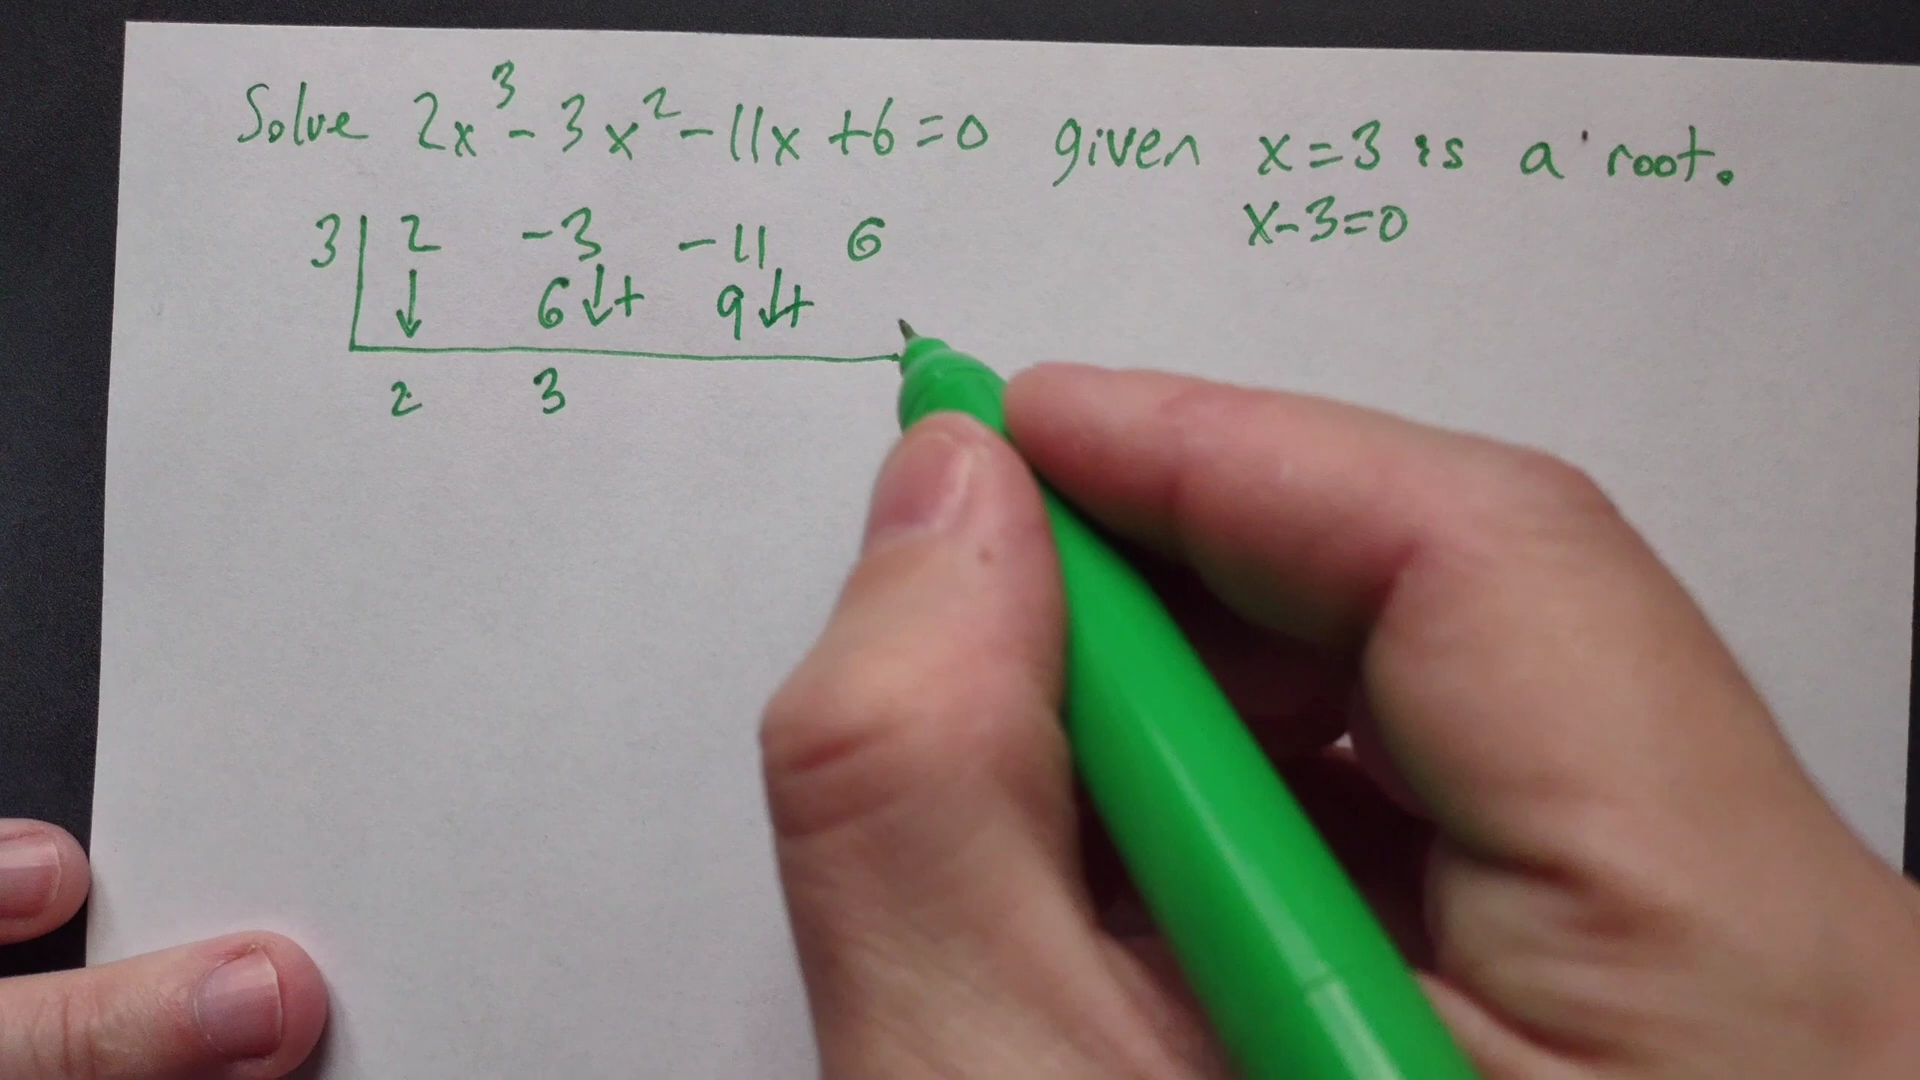 Solve 2x³ - 3x² - 11x + 6 = 0 given x = 3 is a root.
x - 3 = 0
3 | 2 -3 -11 6
↓ 6 ↓+ 9 ↓+
2 3